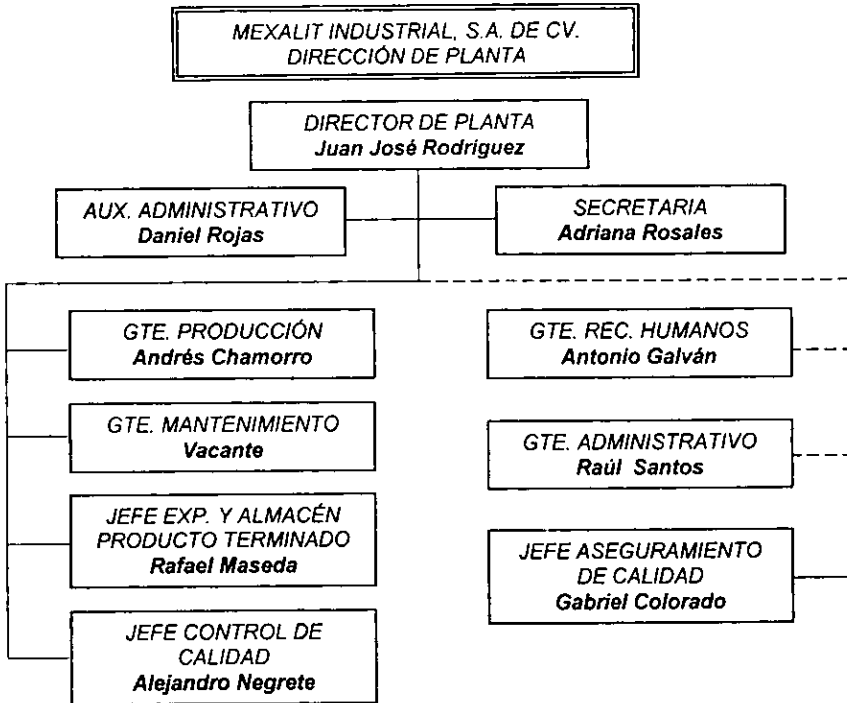 MEXALIT INDUSTRIAL, S.A. DE CV.
DIRECCIÓN DE PLANTA
DIRECTOR DE PLANTA
Juan José Rodriguez
AUX. ADMINISTRATIVO
Daniel Rojas
SECRETARIA
Adriana Rosales
GTE. PRODUCCIÓN
Andrés Chamorro
GTE. MANTENIMIENTO
Vacante
JEFE EXP. Y ALMACÉN
PRODUCTO TERMINADO
Rafael Maseda
JEFE CONTROL DE
CALIDAD
Alejandro Negrete
GTE. REC. HUMANOS
Antonio Galván
GTE. ADMINISTRATIVO
Raúl Santos
JEFE ASEGURAMIENTO
DE CALIDAD
Gabriel Colorado